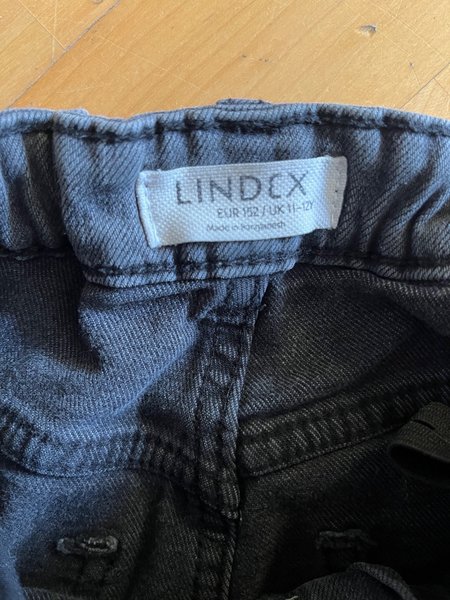 LINDEX
EUR 152 / UK 11-12Y
Made in Bangladesh